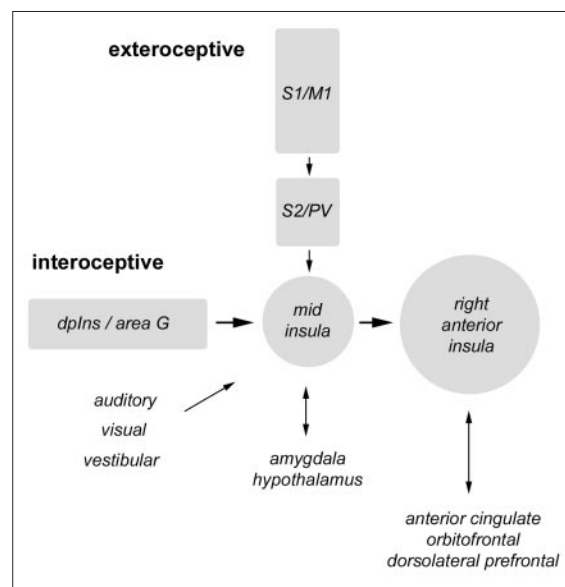 exteroceptive
S1/M1
S2/PV
interoceptive
dpIns / area G
mid
insula
right
anterior
insula
auditory
visual
vestibular
amygdala
hypothalamus
anterior cingulate
orbitofrontal
dorsolateral prefrontal